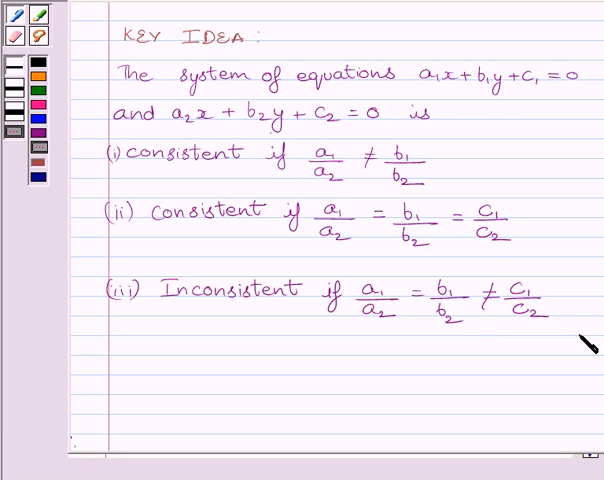 KEY IDEA :
The system of equations a₁x + b₁y + c₁ = 0
and a₂x + b₂y + c₂ = 0 is
(i) consistent if a₁/a₂ ≠ b₁/b₂
(ii) consistent if a₁/a₂ = b₁/b₂ = c₁/c₂
(iii) Inconsistent if a₁/a₂ = b₁/b₂ ≠ c₁/c₂